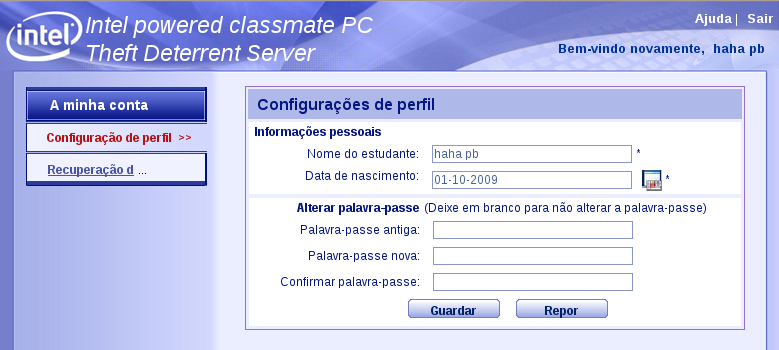 intel
Intel powered classmate PC
Theft Deterrent Server
Ajuda | Sair
Bem-vindo novamente, haha pb
A minha conta
Configuração de perfil >>
Recuperação d ...
Configurações de perfil
Informações pessoais
Nome do estudante: haha pb *
Data de nascimento: 01-10-2009 *
Alterar palavra-passe (Deixe em branco para não alterar a palavra-passe)
Palavra-passe antiga:
Palavra-passe nova:
Confirmar palavra-passe:
Guardar Repor